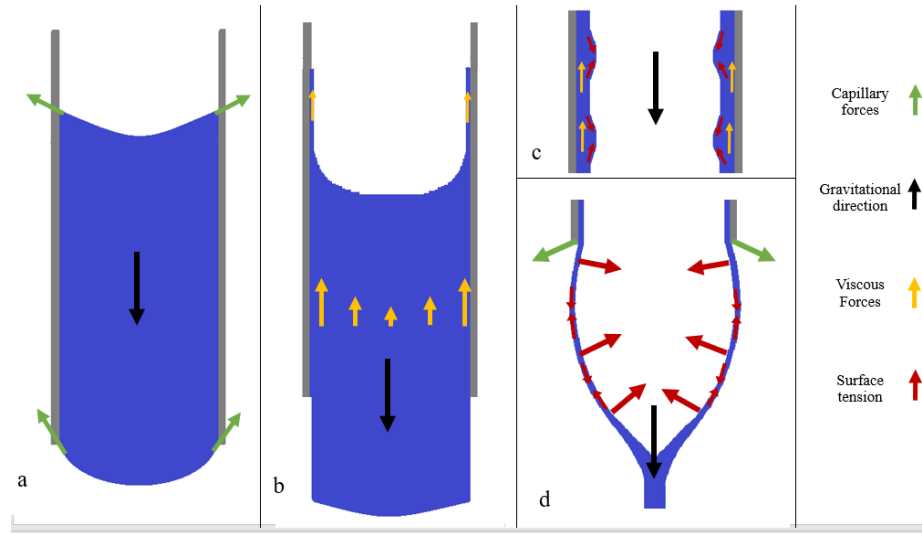 a
b
c
d
Capillary
forces
Gravitational
direction
Viscous
Forces
Surface
tension